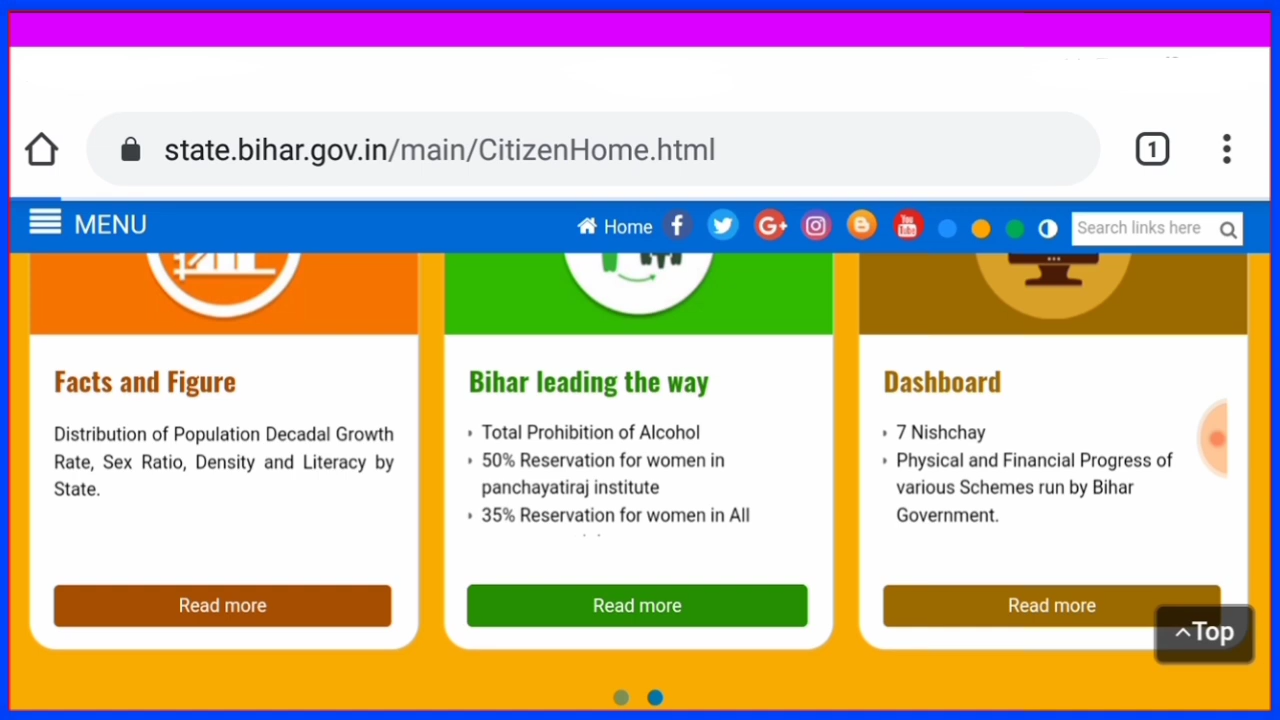 state.bihar.gov.in/main/CitizenHome.html
1
MENU
Home
G+
You
Tube
Search links here
Facts and Figure
Distribution of Population Decadal Growth
Rate, Sex Ratio, Density and Literacy by
State.
Read more
Bihar leading the way
Total Prohibition of Alcohol
50% Reservation for women in
panchayatiraj institute
35% Reservation for women in All
Read more
Dashboard
7 Nishchay
Physical and Financial Progress of
various Schemes run by Bihar
Government.
Read more
Top